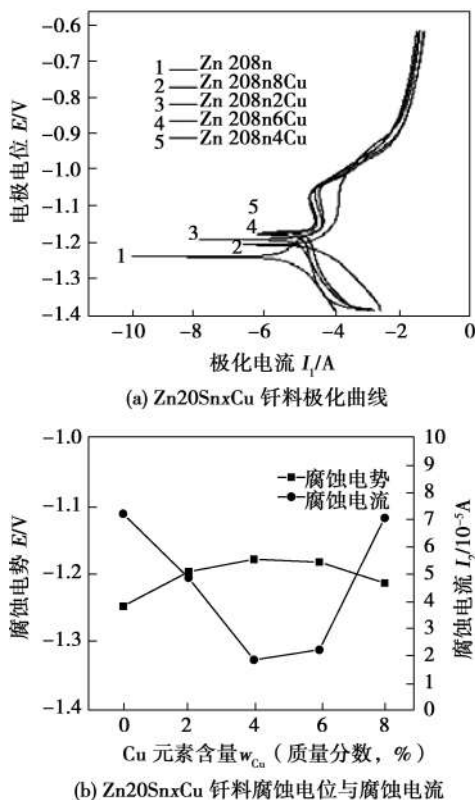 -0.6
-0.7
-0.8
-0.9
-1.0
-1.1
-1.2
-1.3
-1.4
电极电位 E/V
1 Zn 208n
2 Zn 208n8Cu
3 Zn 208n2Cu
4 Zn 208n6Cu
5 Zn 208n4Cu
5
4
3
2
1
-10 -8 -6 -4 -2 0
极化电流 I₁/A
(a) Zn20SnxCu 钎料极化曲线
-1.0
-1.1
-1.2
-1.3
-1.4
腐蚀电势 E/V
腐蚀电势
腐蚀电流
10
9
8
7
6
5
4
3
2
1
0
腐蚀电流 I₂/10⁻⁵A
0 2 4 6 8
Cu 元素含量w_Cu（质量分数，%）
(b) Zn20SnxCu 钎料腐蚀电位与腐蚀电流